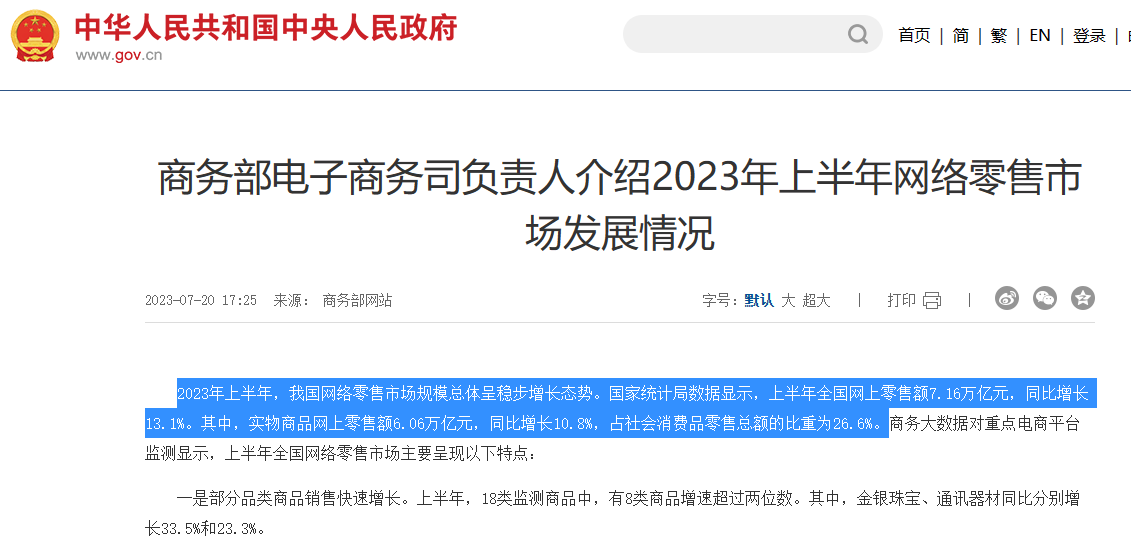 中华人民共和国中央人民政府
www.gov.cn
首页 | 简 | 繁 | EN | 登录 |
商务部电子商务司负责人介绍2023年上半年网络零售市
场发展情况
2023-07-20 17:25 来源： 商务部网站
字号：默认 大 超大 | 打印 |
2023年上半年，我国网络零售市场规模总体呈稳步增长态势。国家统计局数据显示，上半年全国网上零售额7.16万亿元，同比增长
13.1%。其中，实物商品网上零售额6.06万亿元，同比增长10.8%，占社会消费品零售总额的比重为26.6%。商务大数据对重点电商平台
监测显示，上半年全国网络零售市场主要呈现以下特点：
一是部分品类商品销售快速增长。上半年，18类监测商品中，有8类商品增速超过两位数。其中，金银珠宝、通讯器材同比分别增
长33.5%和23.3%。